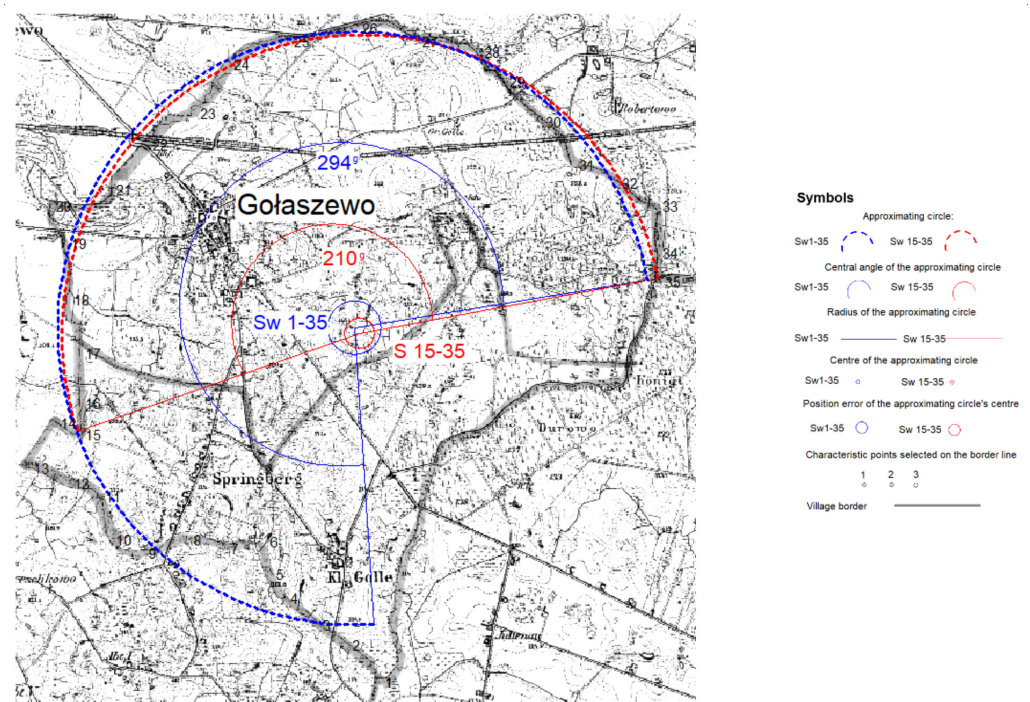 EWO
25
26
28
24
29
Robertowo
23
30
Gr. Golle
22
294g
31
32
21
33
20
Gołaszewo
19
34
210g
35
18
Sw 1-35
S 15-35
17
16
14
15
Durowo
13
12
Springberg
11
10
9
8
7
6
5
Kl. Golle
4
3
2
1
Symbols
Approximating circle:
Sw1-35 Sw 15-35
Central angle of the approximating circle
Sw1-35 Sw 15-35
Radius of the approximating circle
Sw1-35 Sw 15-35
Centre of the approximating circle
Sw1-35 Sw 15-35
Position error of the approximating circle's centre
Sw1-35 Sw 15-35
Characteristic points selected on the border line
1 2 3
Village border